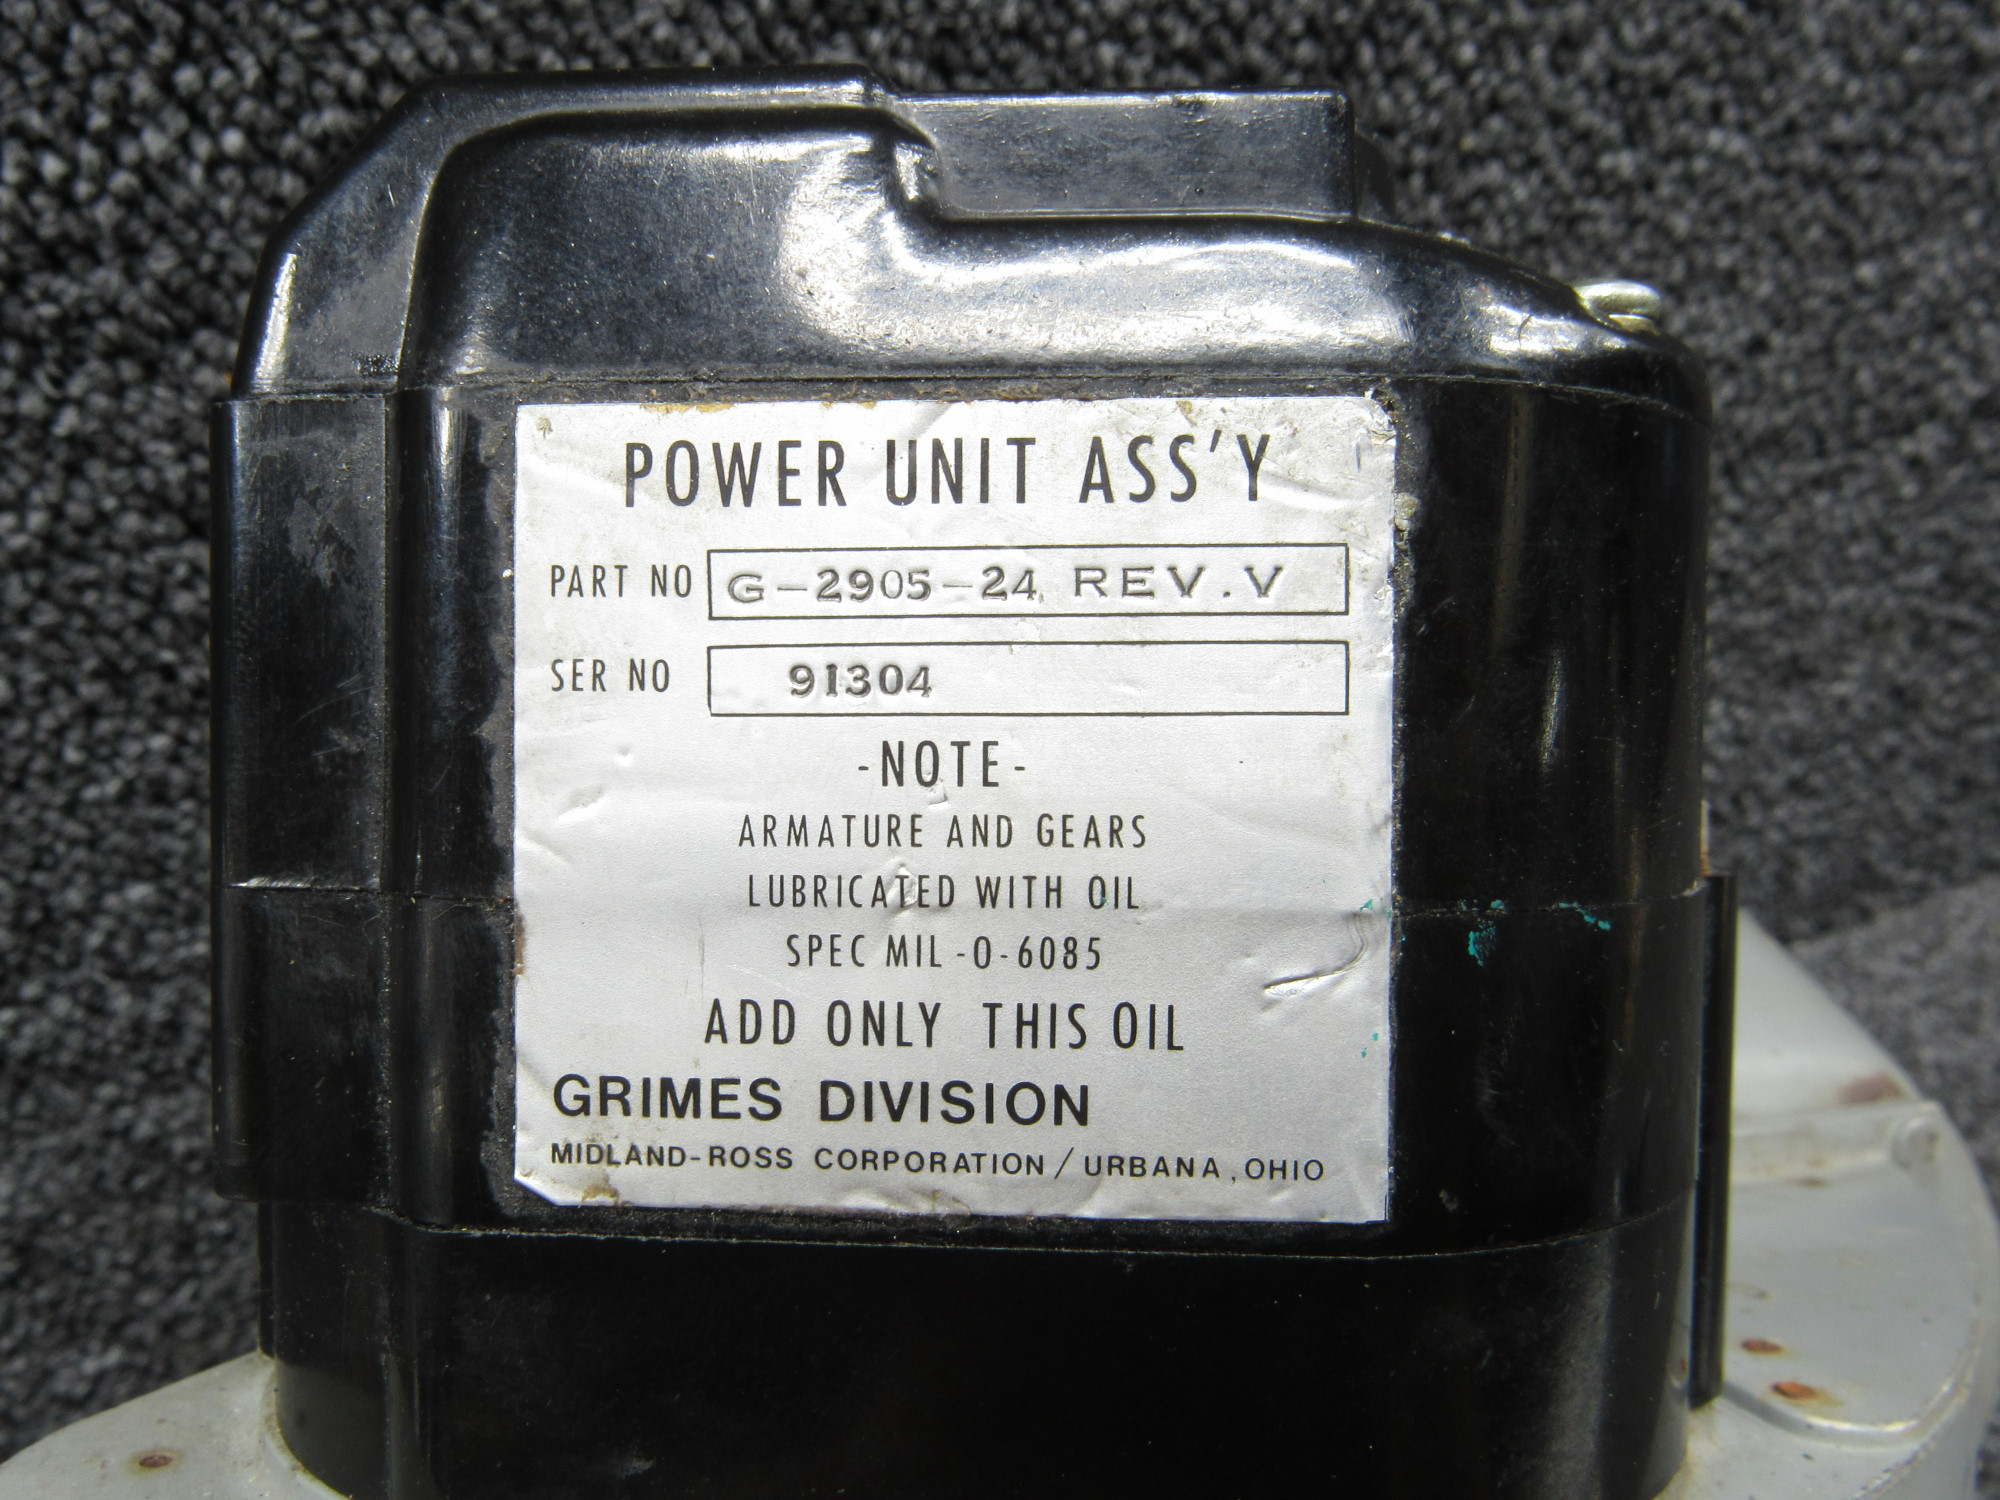 POWER UNIT ASS'Y
PART NO G-2905-24 REV.V
SER NO 91304
-NOTE-
ARMATURE AND GEARS
LUBRICATED WITH OIL
SPEC MIL-O-6085
ADD ONLY THIS OIL
GRIMES DIVISION
MIDLAND-ROSS CORPORATION/URBANA, OHIO